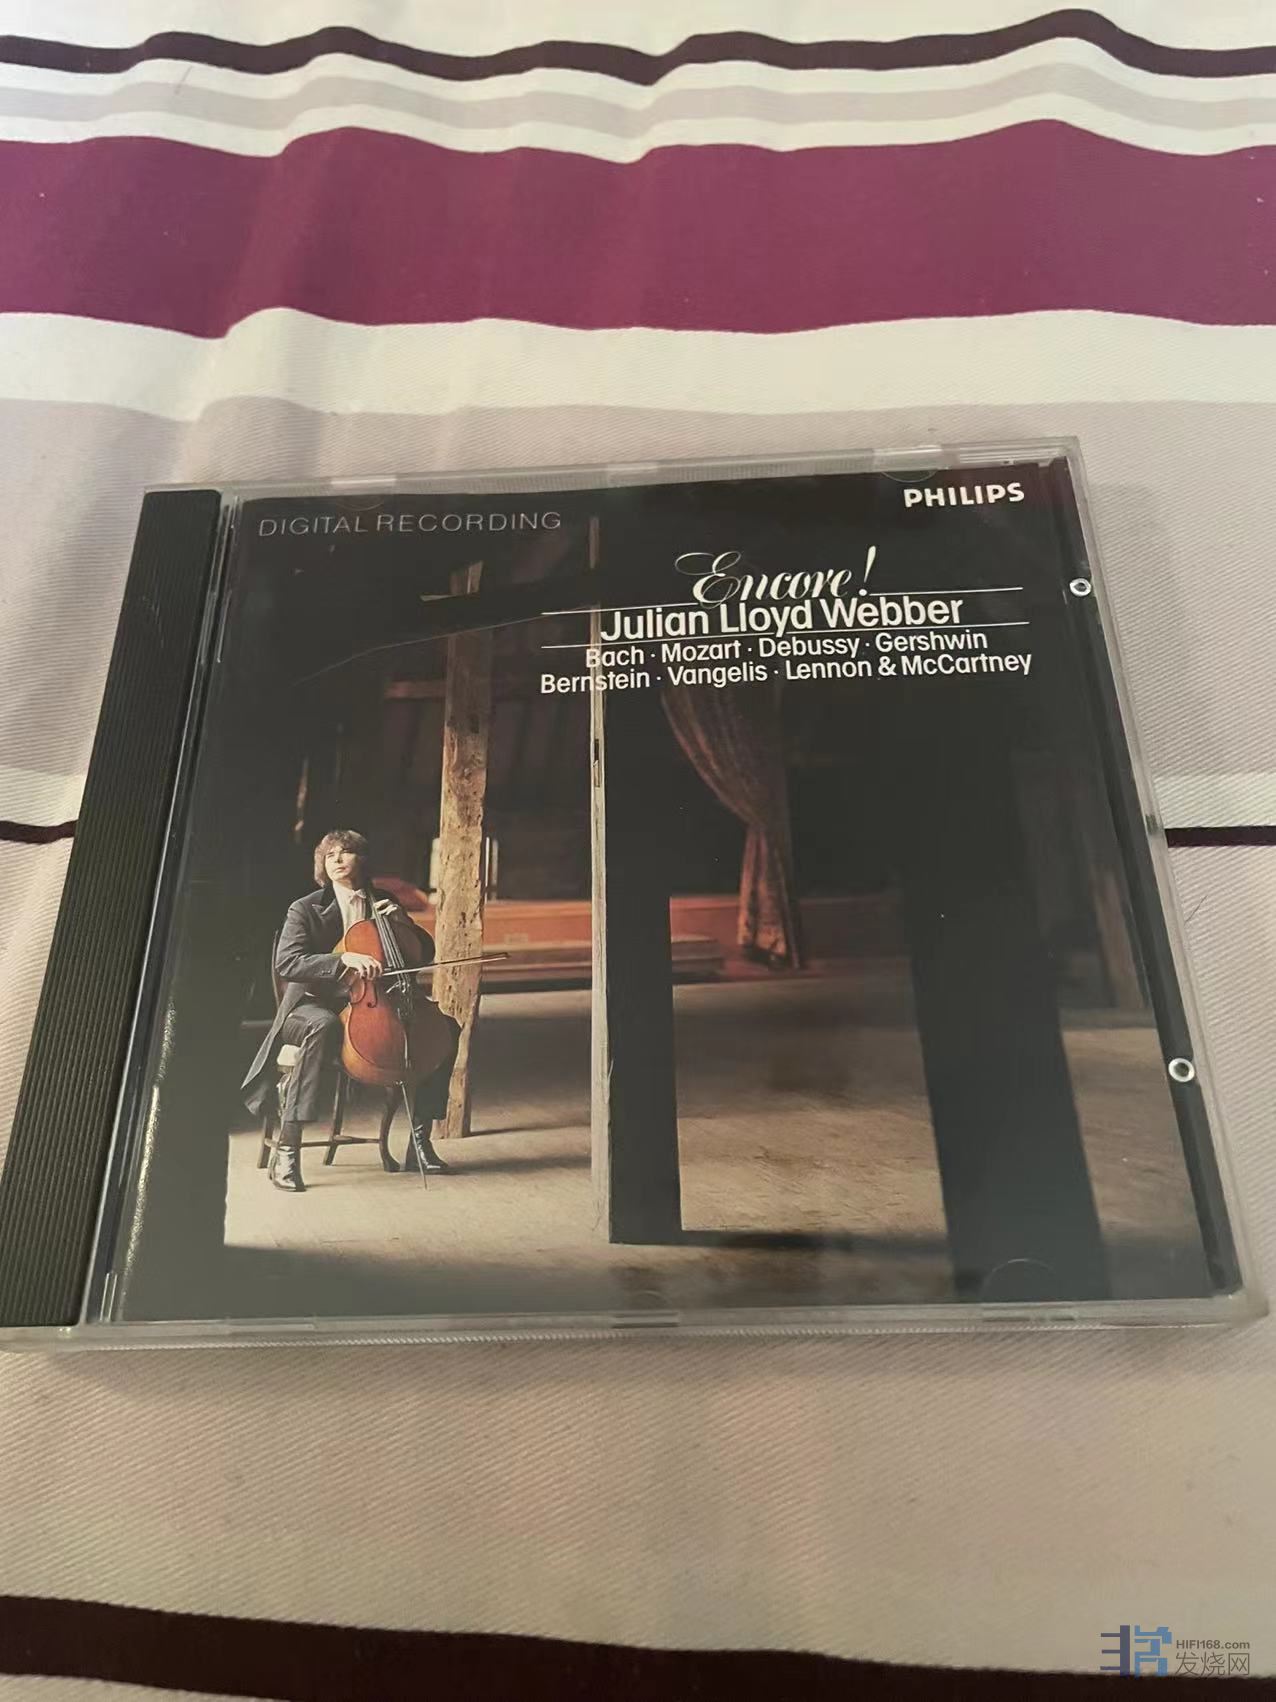 DIGITAL RECORDING
PHILIPS
Encore!
Julian Lloyd Webber
Bach · Mozart · Debussy · Gershwin
Bernstein · Vangelis · Lennon & McCartney
HIFI168.com
发烧网